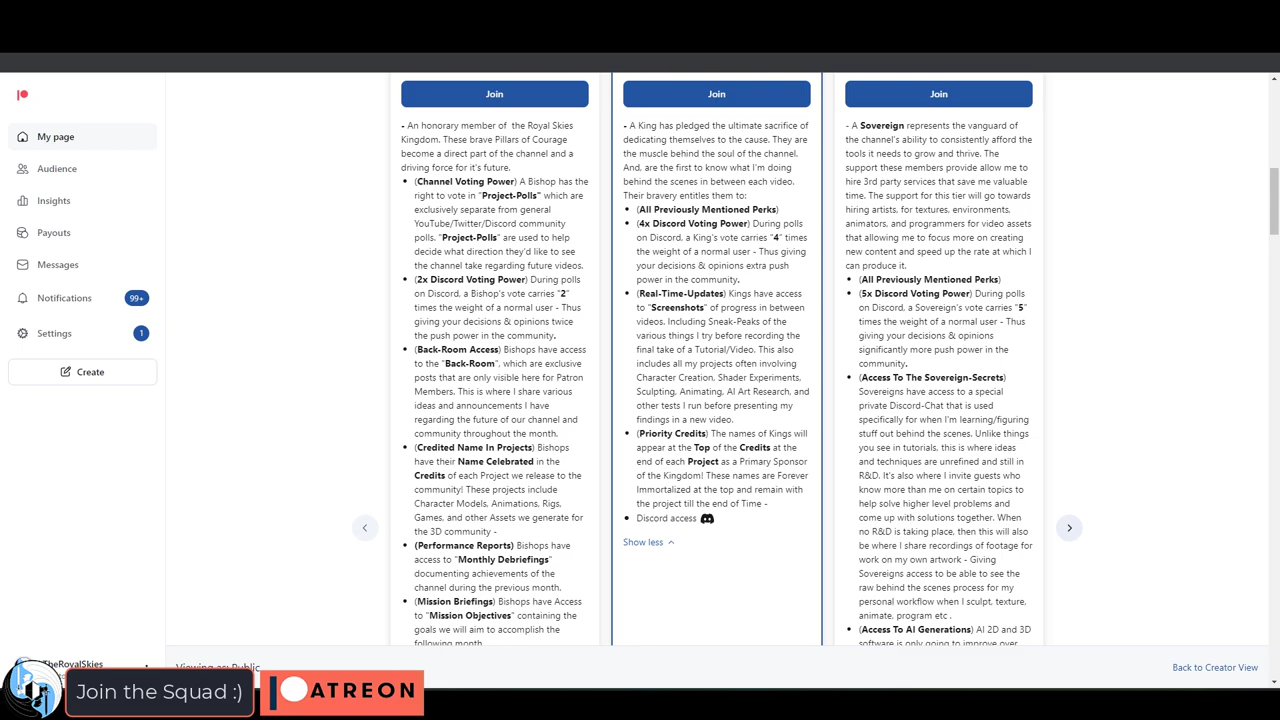 My page
Audience
Insights
Payouts
Messages
Notifications
99+
Settings
1
Create
Join
- An honorary member of the Royal Skies
Kingdom. These brave Pillars of Courage
become a direct part of the channel and a
driving force for it's future.
(Channel Voting Power) A Bishop has the
right to vote in "Project-Polls" which are
exclusively separate from general
YouTube/Twitter/Discord community
polls. "Project-Polls" are used to help
decide what direction they'd like to see
the channel take regarding future videos.
(2x Discord Voting Power) During polls
on Discord, a Bishop's vote carries "2"
times the weight of a normal user - Thus
giving your decisions & opinions twice
the push power in the community.
(Back-Room Access) Bishops have access
to the "Back-Room", which are exclusive
posts that are only visible here for Patron
Members. This is where I share various
ideas and announcements I have
regarding the future of our channel and
community throughout the month.
(Credited Name In Projects) Bishops
have their Name Celebrated in the
Credits of each Project we release to the
community! These projects include
Character Models, Animations, Rigs,
Games, and other Assets we generate for
the 3D community -
(Performance Reports) Bishops have
access to "Monthly Debriefings"
documenting achievements of the
channel during the previous month.
(Mission Briefings) Bishops have Access
to "Mission Objectives" containing the
goals we will aim to accomplish the
following month
Join
- A King has pledged the ultimate sacrifice of
dedicating themselves to the cause. They are
the muscle behind the soul of the channel.
And, are the first to know what I'm doing
behind the scenes in between each video.
Their bravery entities them to:
(All Previously Mentioned Perks)
(4x Discord Voting Power) During polls
on Discord, a King's vote carries "4" times
the weight of a normal user - Thus giving
your decisions & opinions extra push
power in the community.
(Real-Time-Updates) Kings have access
to "Screenshots" of progress in between
videos. Including Sneak-Peaks of the
various things I try before recording the
final take of a Tutorial/Video. This also
includes all my projects often involving
Character Creation, Shader Experiments,
Sculpting, Animating, AI Art Research, and
other tests I run before presenting my
findings in a new video.
(Priority Credits) The names of Kings will
appear at the Top of the Credits at the
end of each Project as a Primary Sponsor
of the Kingdom! These names are Forever
Immortalized at the top and remain with
the project till the end of Time -
Discord access
Show less
Join
- A Sovereign represents the vanguard of
the channel's ability to consistently afford the
tools it needs to grow and thrive. The
support these members provide allow me to
hire 3rd party services that save me valuable
time. The support for this tier will go towards
hiring artists, for textures, environments,
animators, and programmers for video assets
that allowing me to focus more on creating
new content and speed up the rate at which I
can produce it.
(All Previously Mentioned Perks)
(5x Discord Voting Power) During polls
on Discord, a Sovereign's vote carries "5"
times the weight of a normal user - Thus
giving your decisions & opinions
significantly more push power in the
community.
(Access To The Sovereign-Secrets)
Sovereigns have access to a special
private Discord-Chat that is used
specifically for when I'm learning/figuring
stuff out behind the scenes. Unlike things
you see in tutorials, this is where ideas
and techniques are unrefined and still in
R&D. It's also where I invite guests who
know more than me on certain topics to
help solve higher level problems and
come up with solutions together. When
no R&D is taking place, then this will also
be where I share recordings of footage for
work on my own artwork - Giving
Sovereigns access to be able to see the
raw behind the scenes process for my
personal workflow when I sculpt, texture,
animate, program etc .
(Access To AI Generations) AI 2D and 3D
software is only going to improve over
TheRoyalSkies
Viewing as: Public
Back to Creator View
Join the Squad :)
PATREON